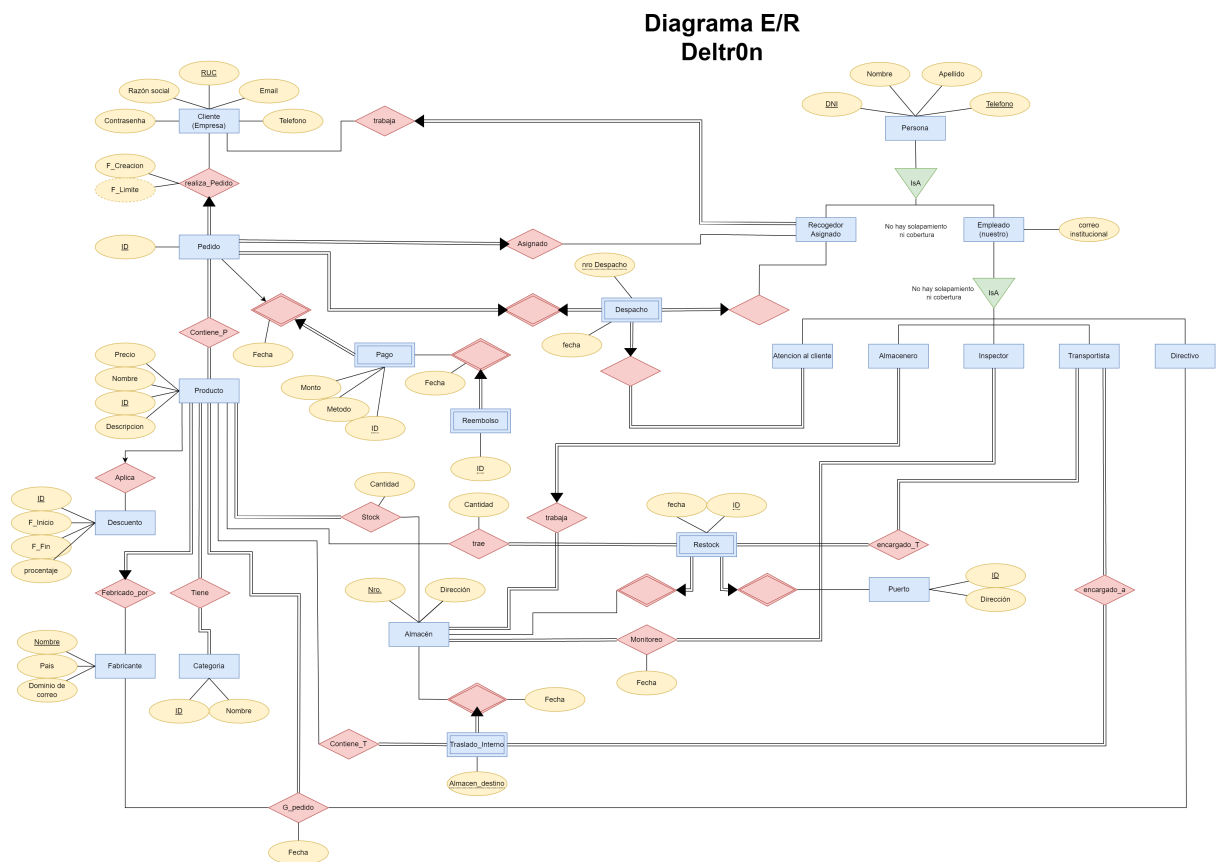 Diagrama E/R
Deltr0n
RUC
Razón social
Email
Contrasenha
Cliente
(Empresa)
Telefono
trabaja
Nombre
Apellido
DNI
Telefono
Persona
F_Creacion
F_Limite
realiza_Pedido
IsA
ID
Pedido
Asignado
Recogedor
Asignado
No hay solapamiento
ni cobertura
Empleado
(nuestro)
correo
institucional
nro Despacho
Despacho
fecha
No hay solapamiento
ni cobertura
IsA
Contiene_P
Fecha
Pago
Fecha
Atencion al cliente
Almacenero
Inspector
Transportista
Directivo
Precio
Nombre
ID
Descripcion
Producto
Monto
Metodo
ID
Reembolso
ID
Aplica
Cantidad
Stock
Cantidad
trae
trabaja
fecha
ID
Restock
encargado_T
ID
F_Inicio
F_Fin
procentaje
Descuento
Febricado_por
Tiene
Nro.
Dirección
Almacén
Puerto
ID
Dirección
encargado_a
Monitoreo
Fecha
Nombre
Pais
Dominio de
correo
Fabricante
Categoria
ID
Nombre
Fecha
Contiene_T
Traslado_Interno
Almacen_destino
G_pedido
Fecha